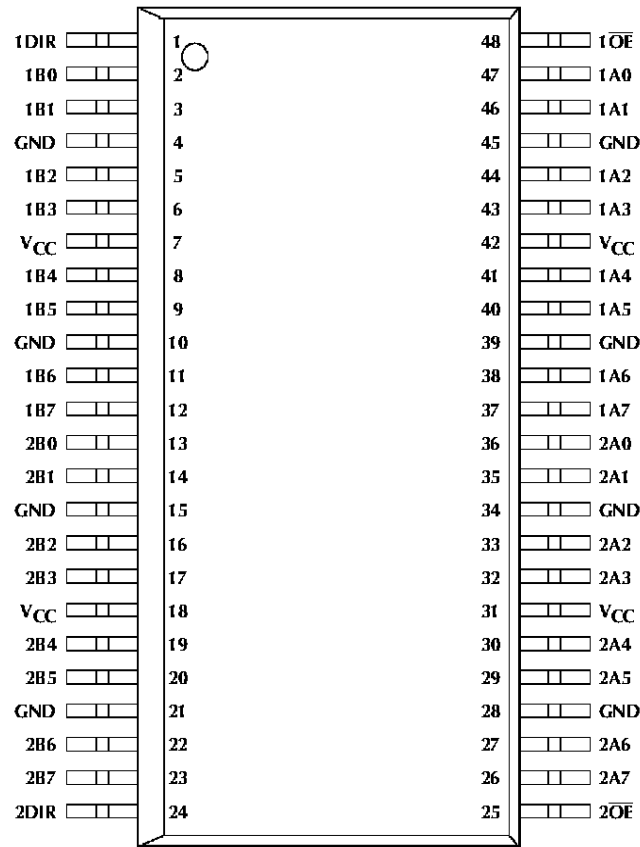 1DIR 1 48 1O̅E̅
1B0 2 47 1A0
1B1 3 46 1A1
GND 4 45 GND
1B2 5 44 1A2
1B3 6 43 1A3
VCC 7 42 VCC
1B4 8 41 1A4
1B5 9 40 1A5
GND 10 39 GND
1B6 11 38 1A6
1B7 12 37 1A7
2B0 13 36 2A0
2B1 14 35 2A1
GND 15 34 GND
2B2 16 33 2A2
2B3 17 32 2A3
VCC 18 31 VCC
2B4 19 30 2A4
2B5 20 29 2A5
GND 21 28 GND
2B6 22 27 2A6
2B7 23 26 2A7
2DIR 24 25 2O̅E̅